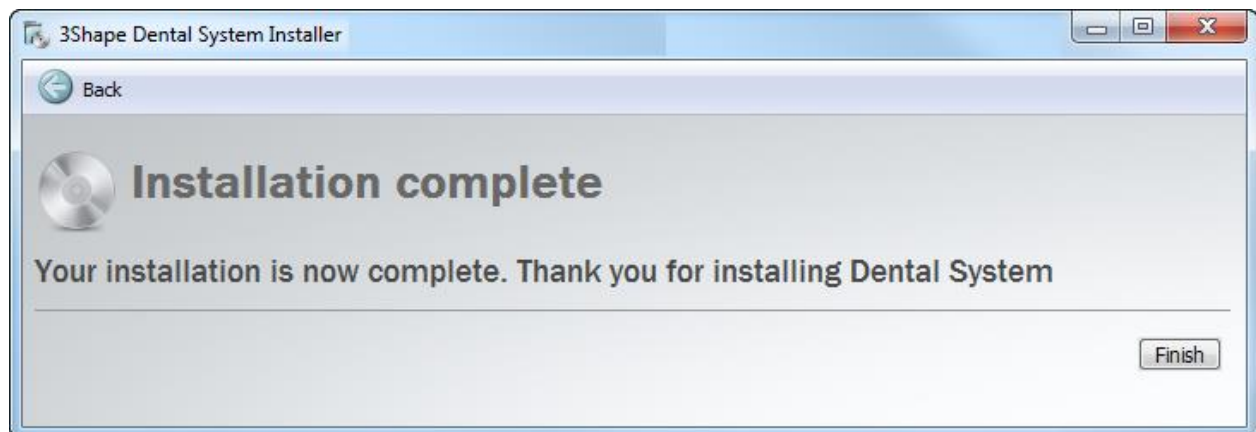 3Shape Dental System Installer
Back
Installation complete
Your installation is now complete. Thank you for installing Dental System
Finish